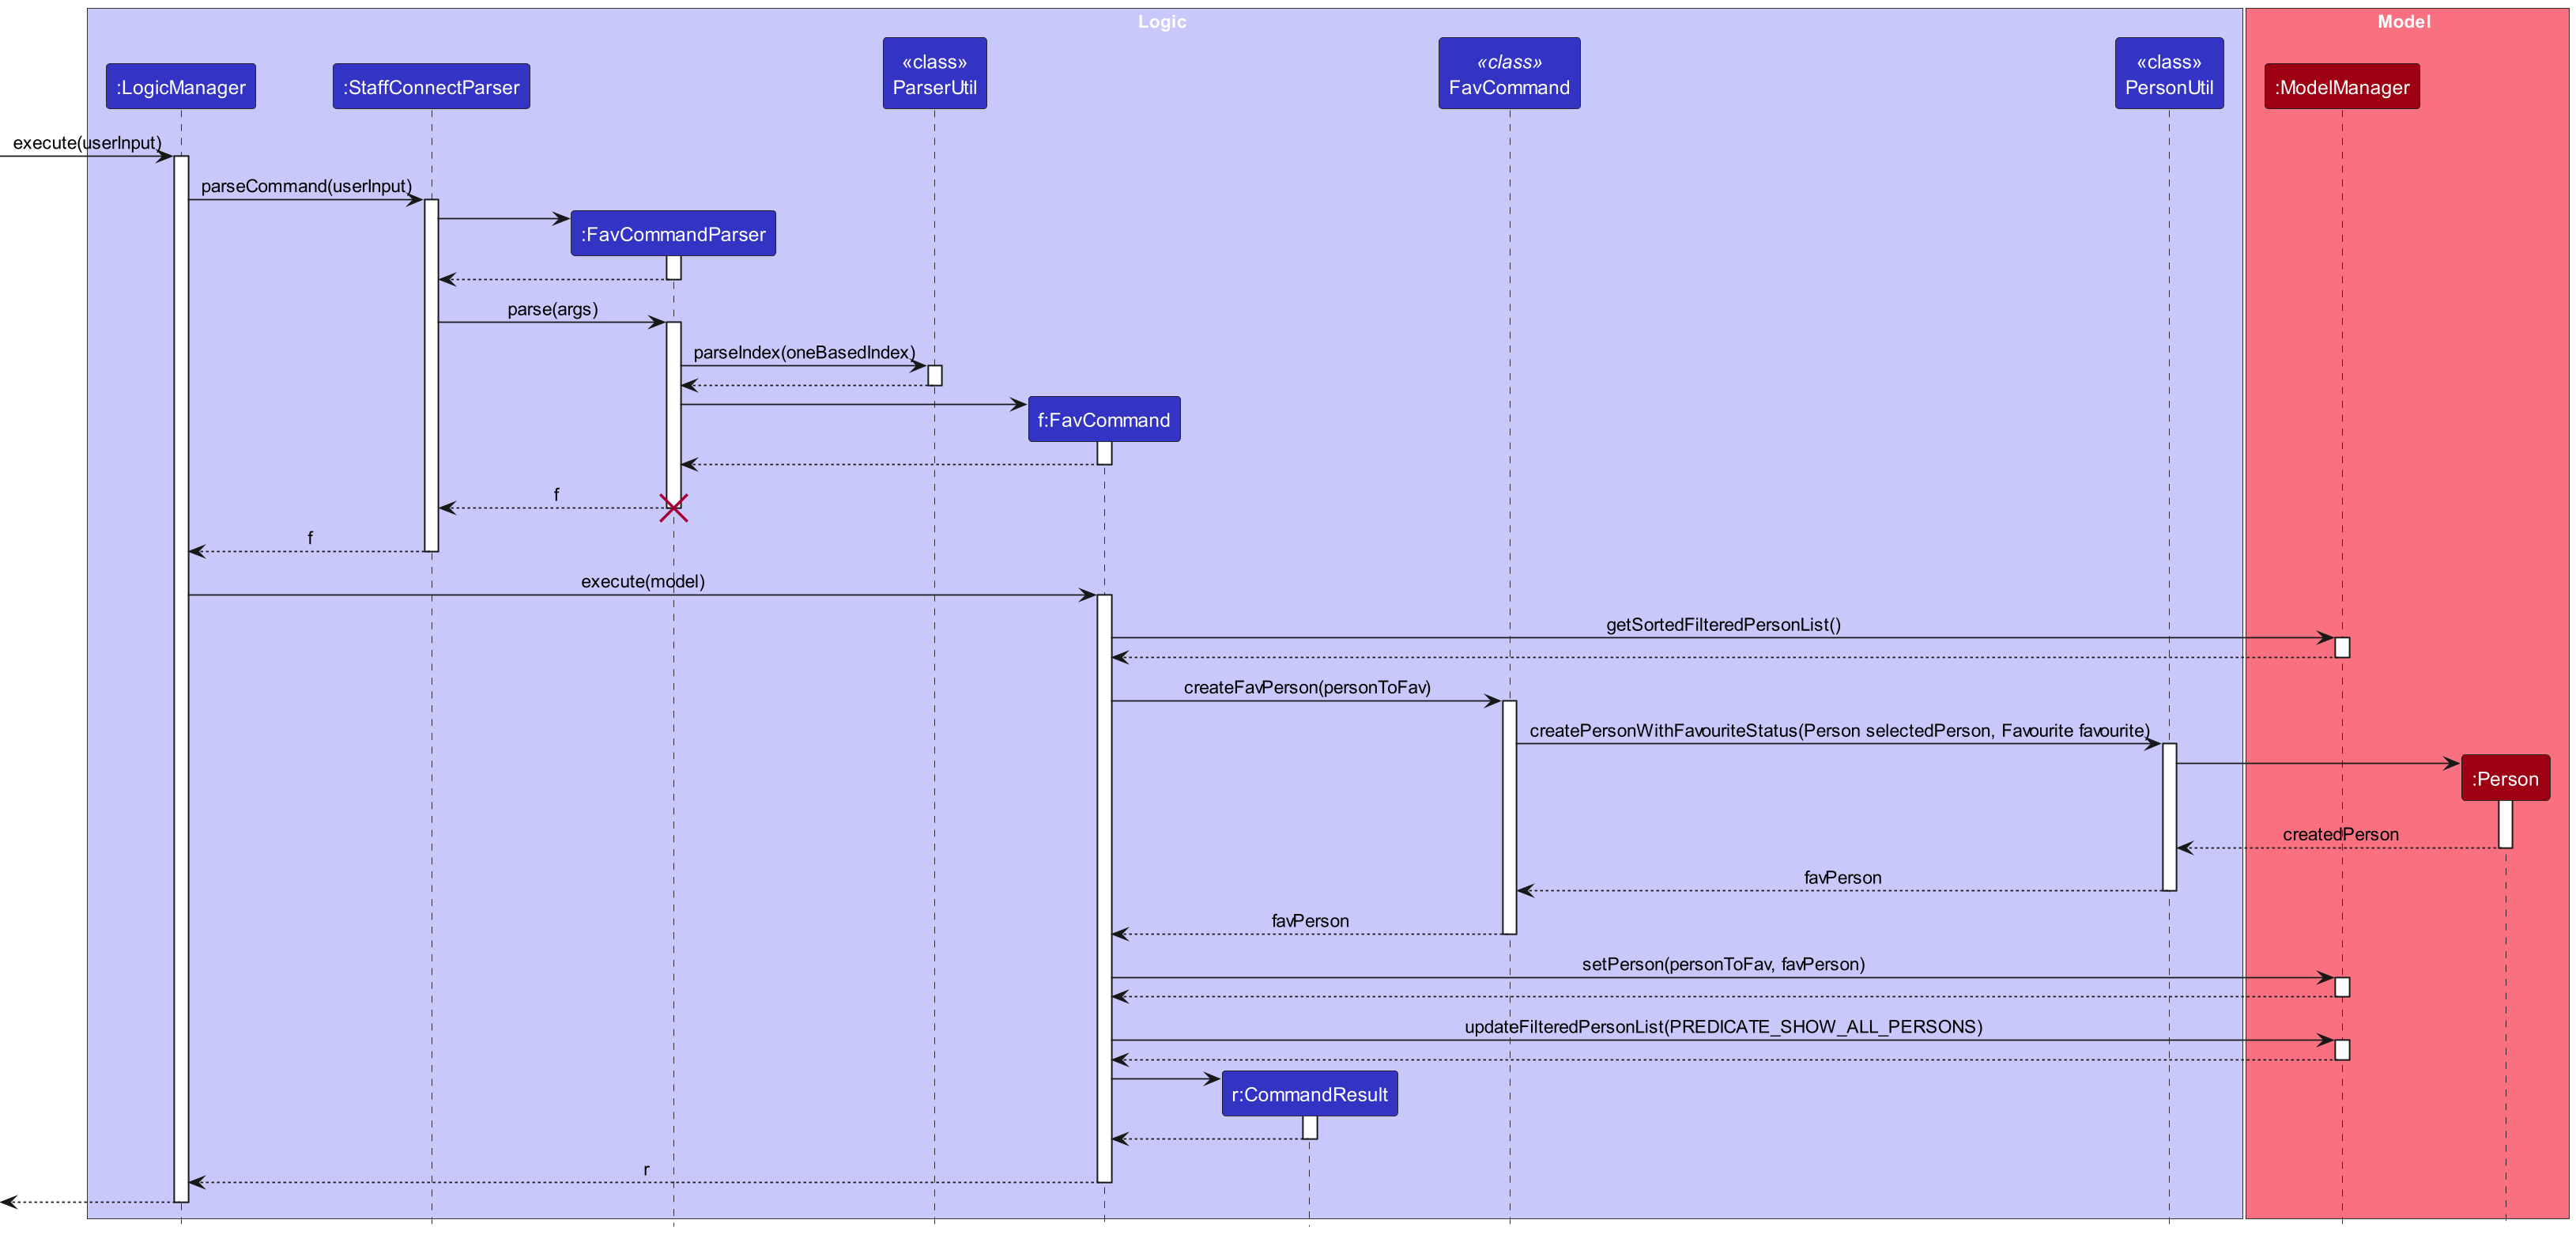 Logic
Model
:LogicManager
:StaffConnectParser
«class»
ParserUtil
«class»
FavCommand
«class»
PersonUtil
:ModelManager
execute(userInput)
parseCommand(userInput)
:FavCommandParser
parse(args)
parseIndex(oneBasedIndex)
f:FavCommand
f
f
execute(model)
getSortedFilteredPersonList()
createFavPerson(personToFav)
createPersonWithFavouriteStatus(Person selectedPerson, Favourite favourite)
:Person
createdPerson
favPerson
favPerson
setPerson(personToFav, favPerson)
updateFilteredPersonList(PREDICATE_SHOW_ALL_PERSONS)
r:CommandResult
r